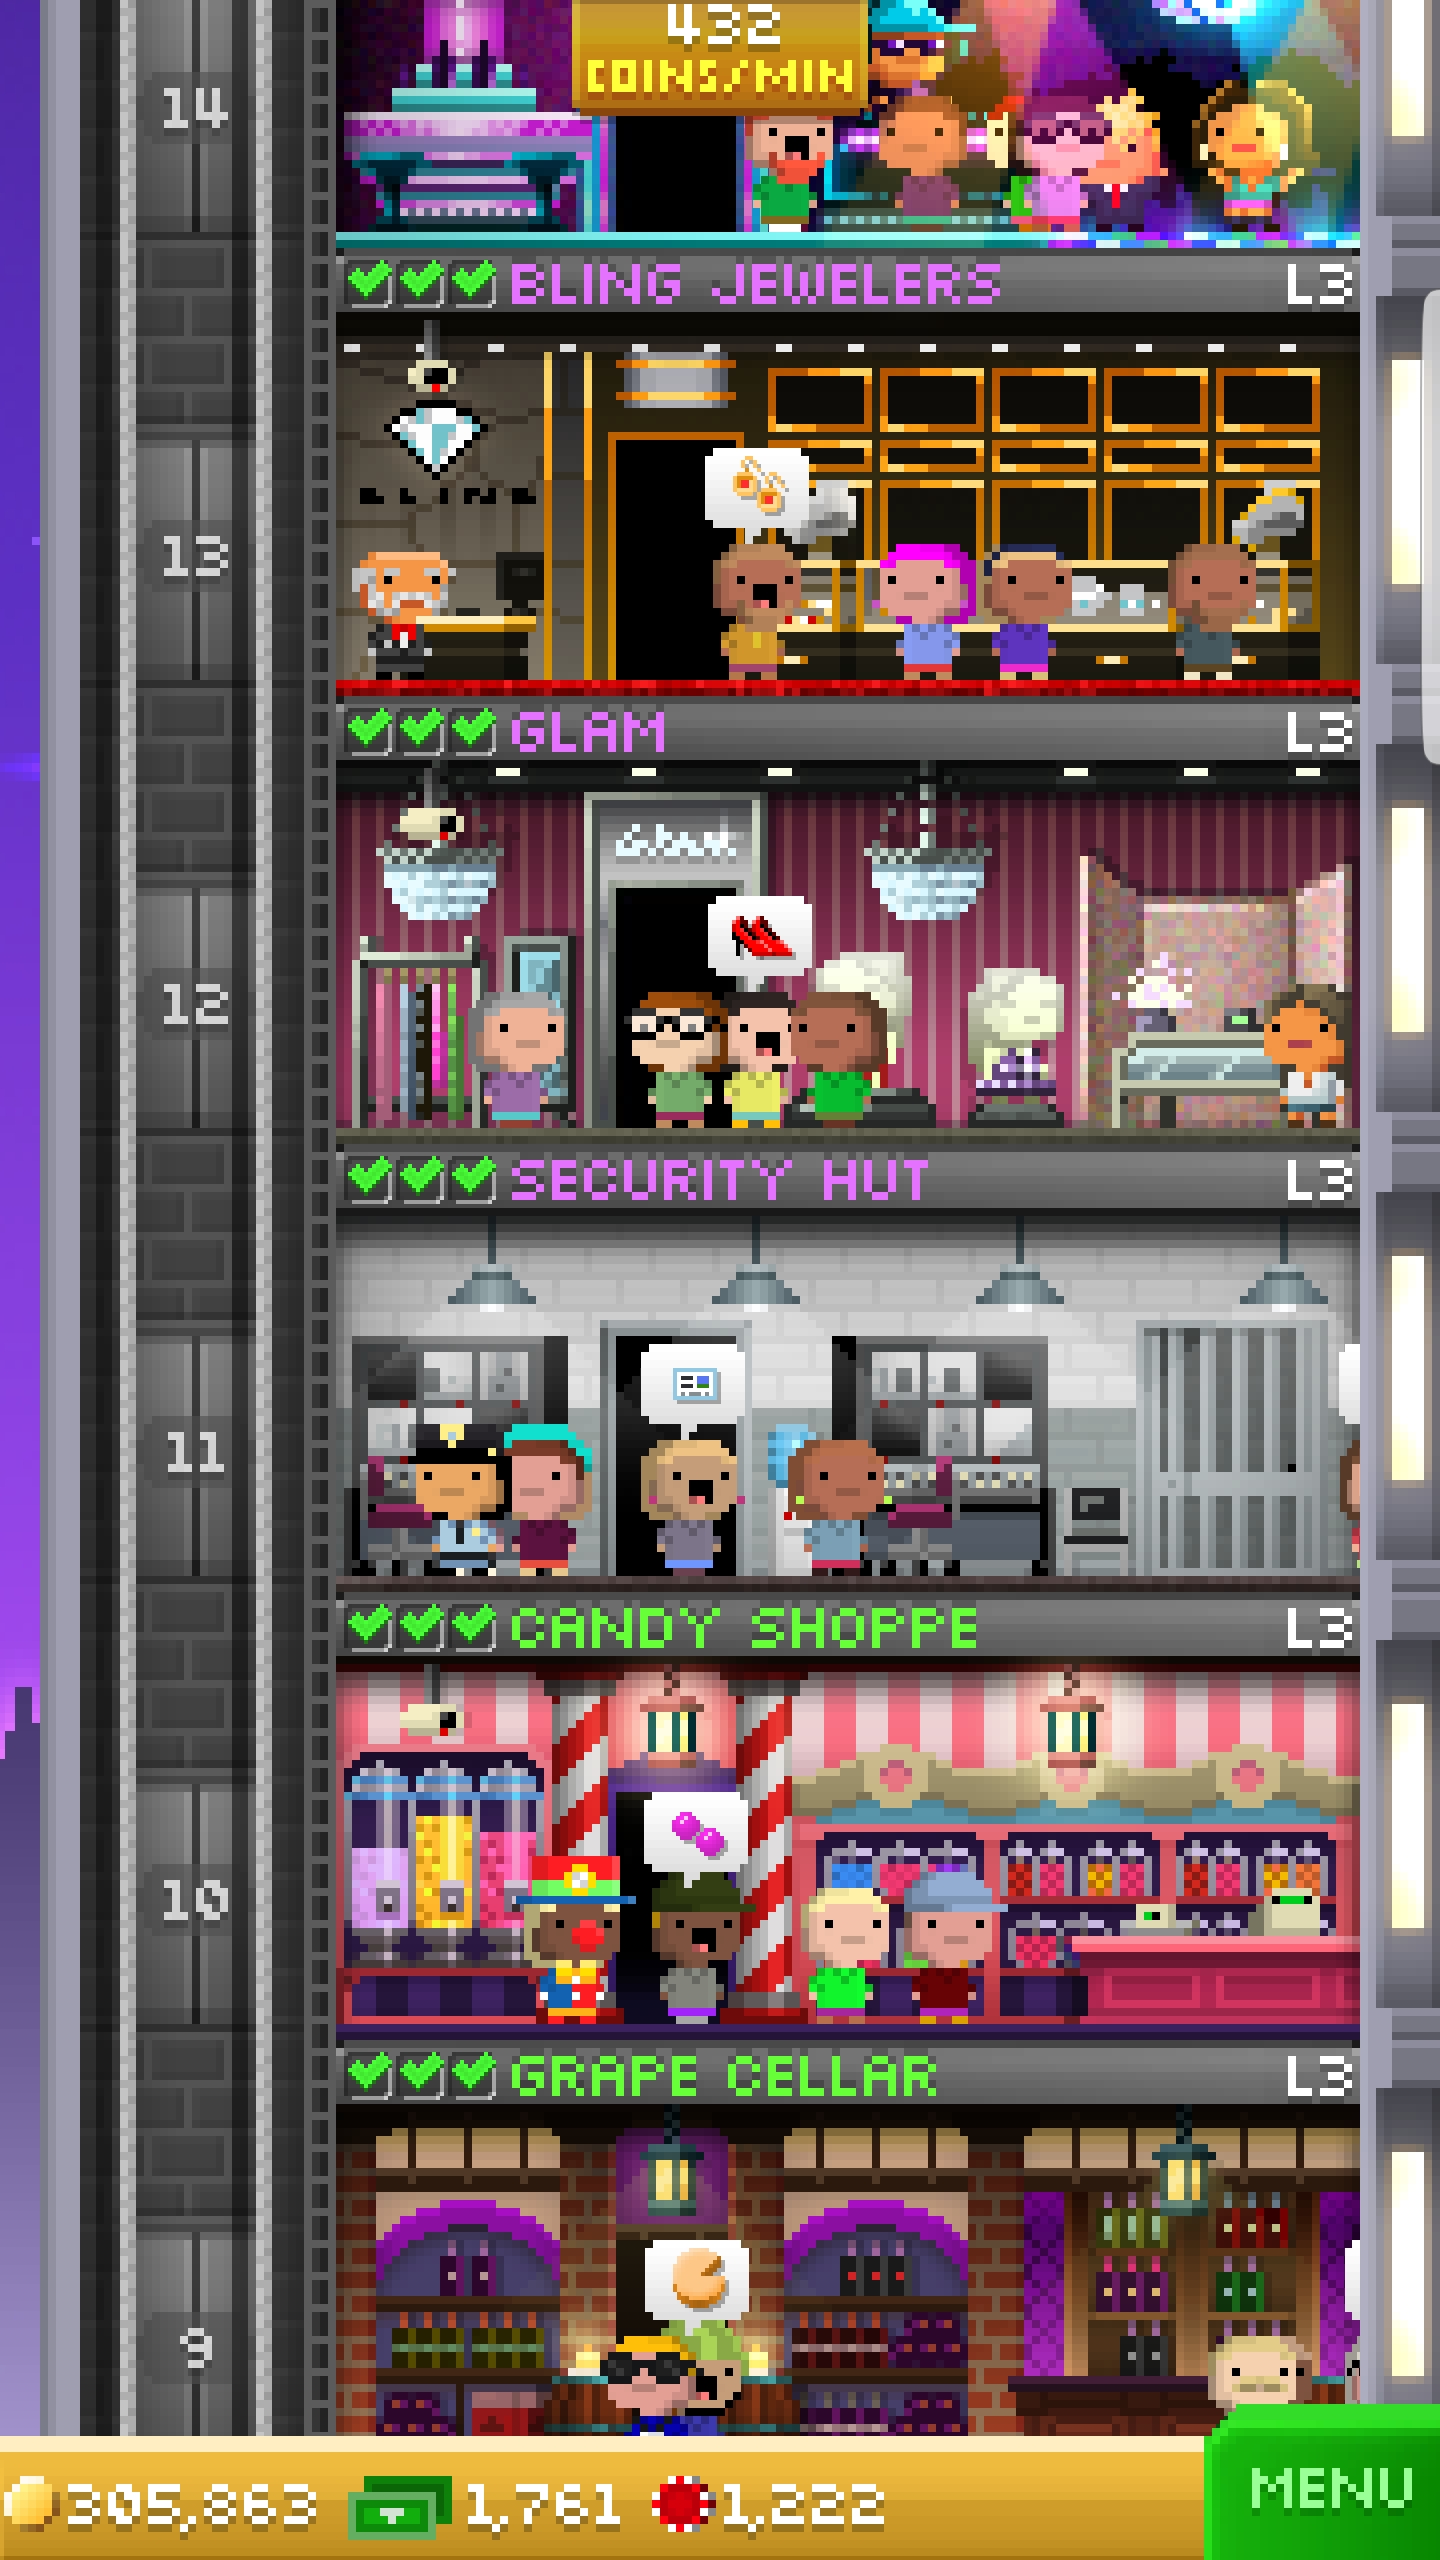 432
COINS/MIN
14
BLING JEWELERS L3
BLING
13
GLAM L3
Glam
12
SECURITY HUT L3
11
CANDY SHOPPE L3
10
GRAPE CELLAR L3
9
305,863 1,761 1,222 MENU